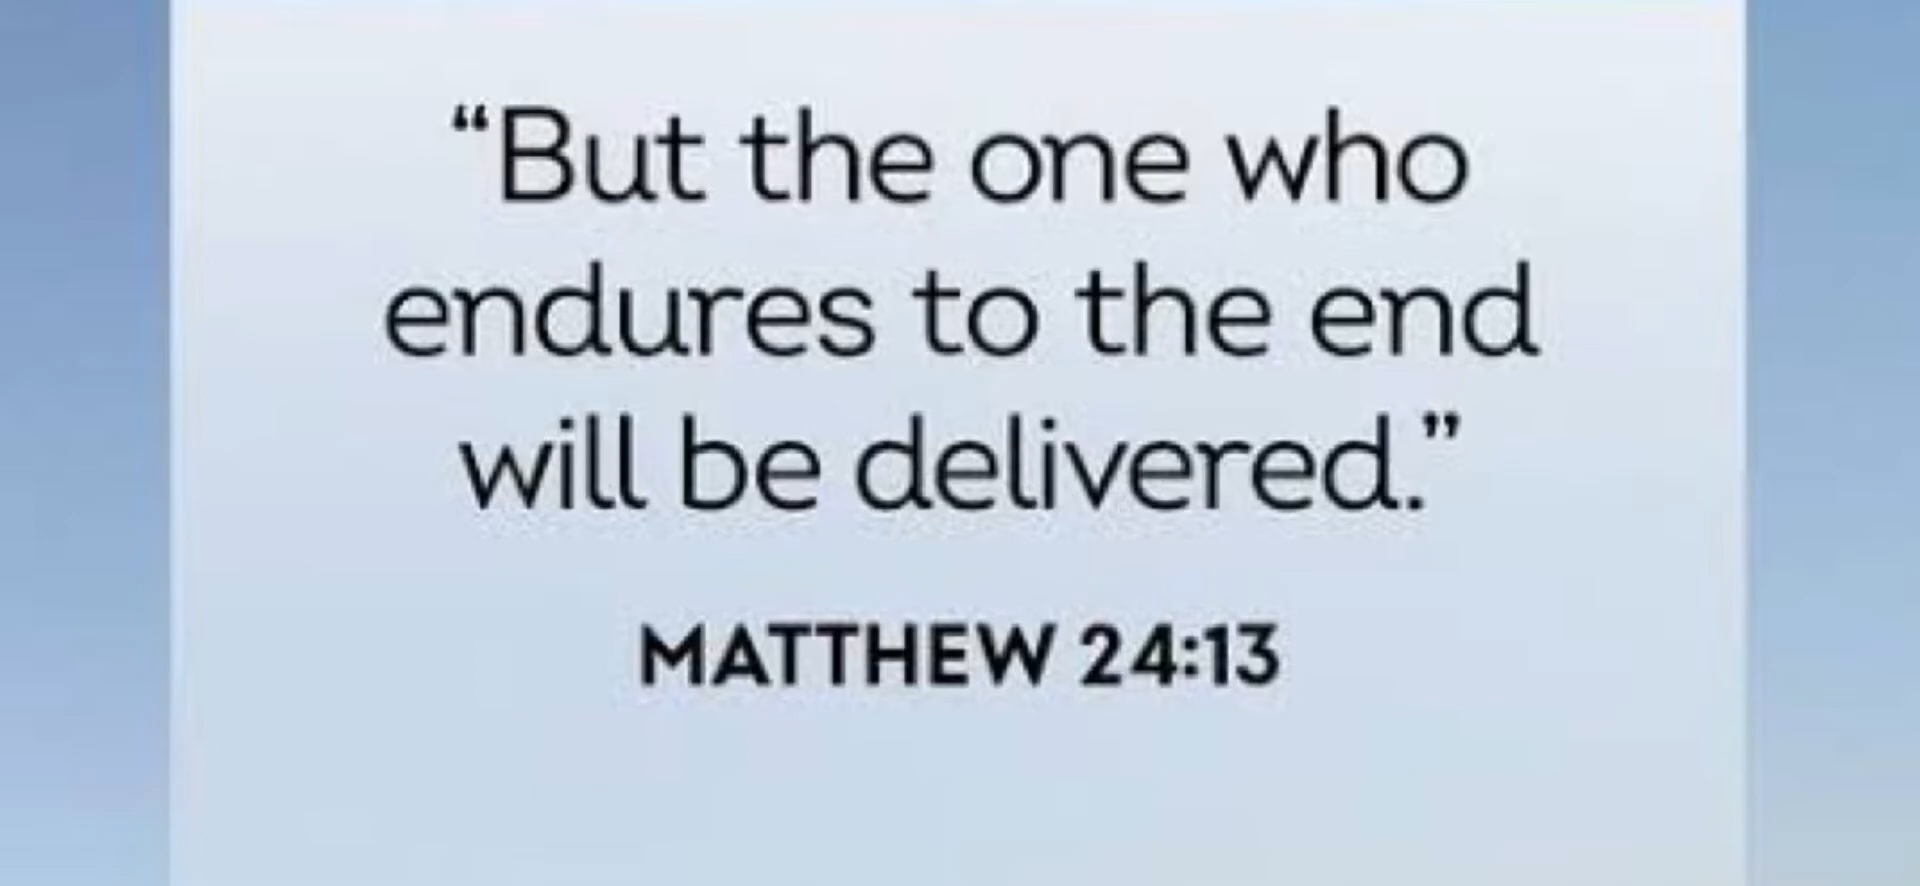 “But the one who
endures to the end
will be delivered.”
MATTHEW 24:13